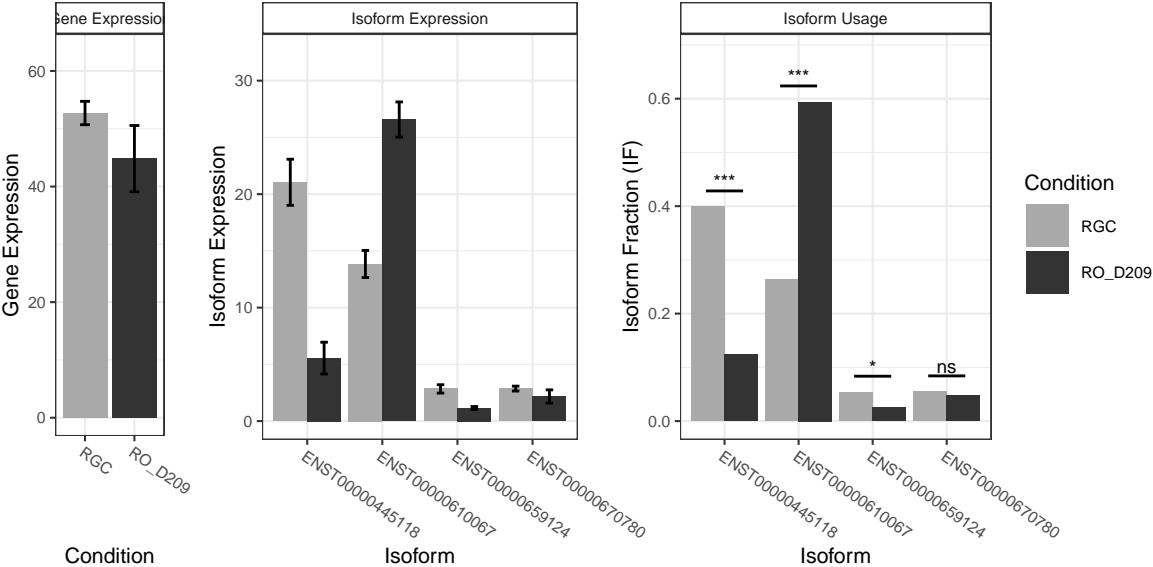 Gene Expression
Isoform Expression
Isoform Usage
Gene Expression
60
40
20
0
RGC
RO_D209
Condition
Isoform Expression
30
20
10
0
ENST00000445118
ENST00000610067
ENST00000659124
ENST00000670780
Isoform
Isoform Fraction (IF)
0.6
0.4
0.2
0.0
***
***
*
ns
ENST00000445118
ENST00000610067
ENST00000659124
ENST00000670780
Isoform
Condition
RGC
RO_D209